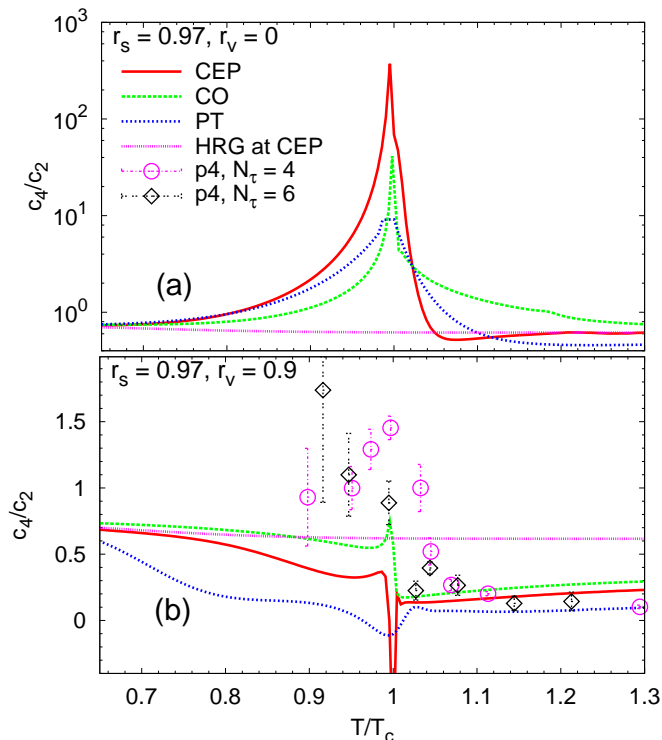 r_s = 0.97, r_v = 0
CEP
CO
PT
HRG at CEP
p4, N_τ = 4
p4, N_τ = 6
10^3
10^2
10^1
10^0
c_4/c_2
(a)
r_s = 0.97, r_v = 0.9
1.5
1
0.5
0
c_4/c_2
(b)
0.7 0.8 0.9 1 1.1 1.2 1.3
T/T_c